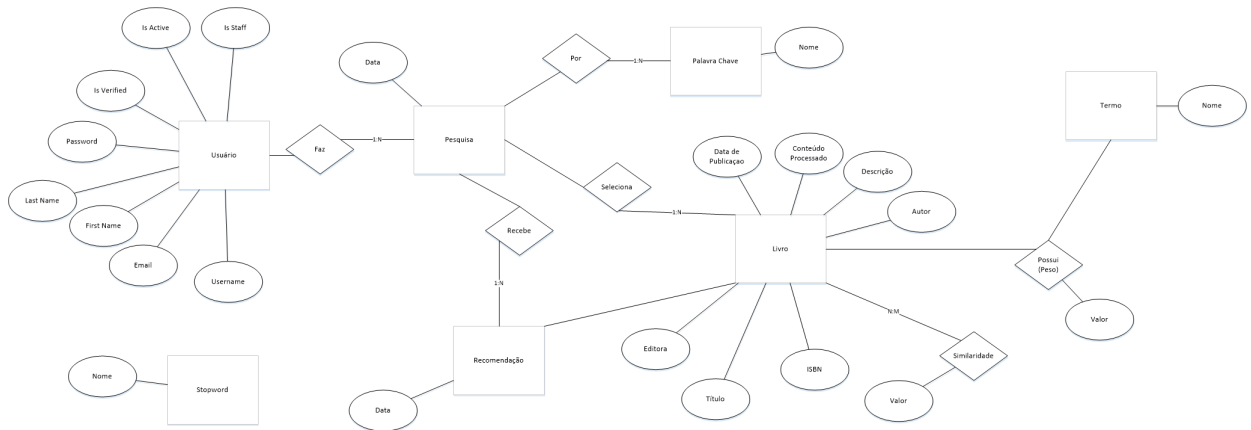 Is Active
Is Staff
Data
Por
1:N
Palavra Chave
Nome
Is Verified
Termo
Nome
Password
Usuário
Faz
1:N
Pesquisa
Data de
Publicaçao
Conteúdo
Processado
Descrição
Last Name
Seleciona
1:N
Autor
First Name
Recebe
Livro
Email
Username
1:N
Possui
(Peso)
Valor
N:M
Editora
Similaridade
Recomendação
ISBN
Nome
Stopword
Data
Título
Valor